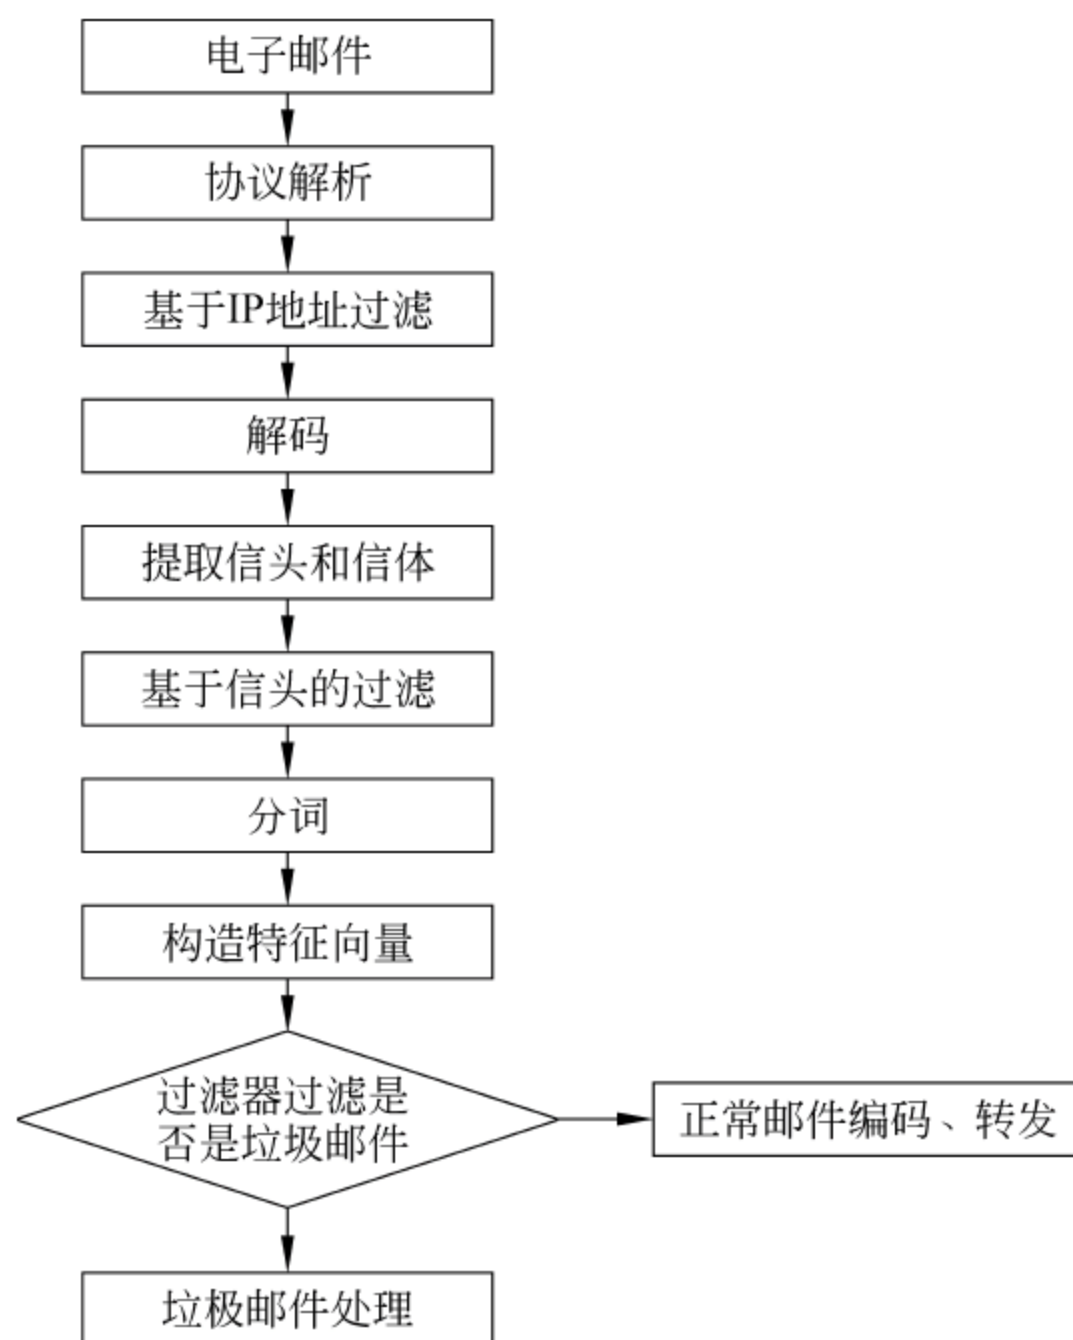 电子邮件
协议解析
基于IP地址过滤
解码
提取信头和信体
基于信头的过滤
分词
构造特征向量
过滤器过滤是
否是垃圾邮件
正常邮件编码、转发
垃极邮件处理